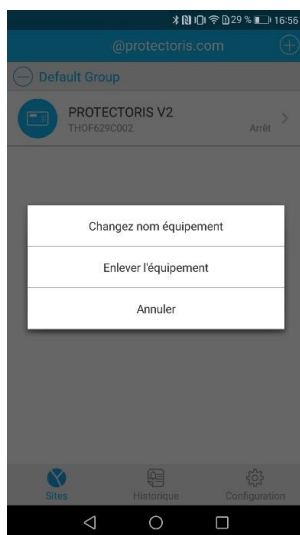 29 % 16:56
@protectoris.com
Default Group
PROTECTORIS V2
THOF629C002
Arrêt
Changez nom équipement
Enlever l'équipement
Annuler
Sites
Historique
Configuration